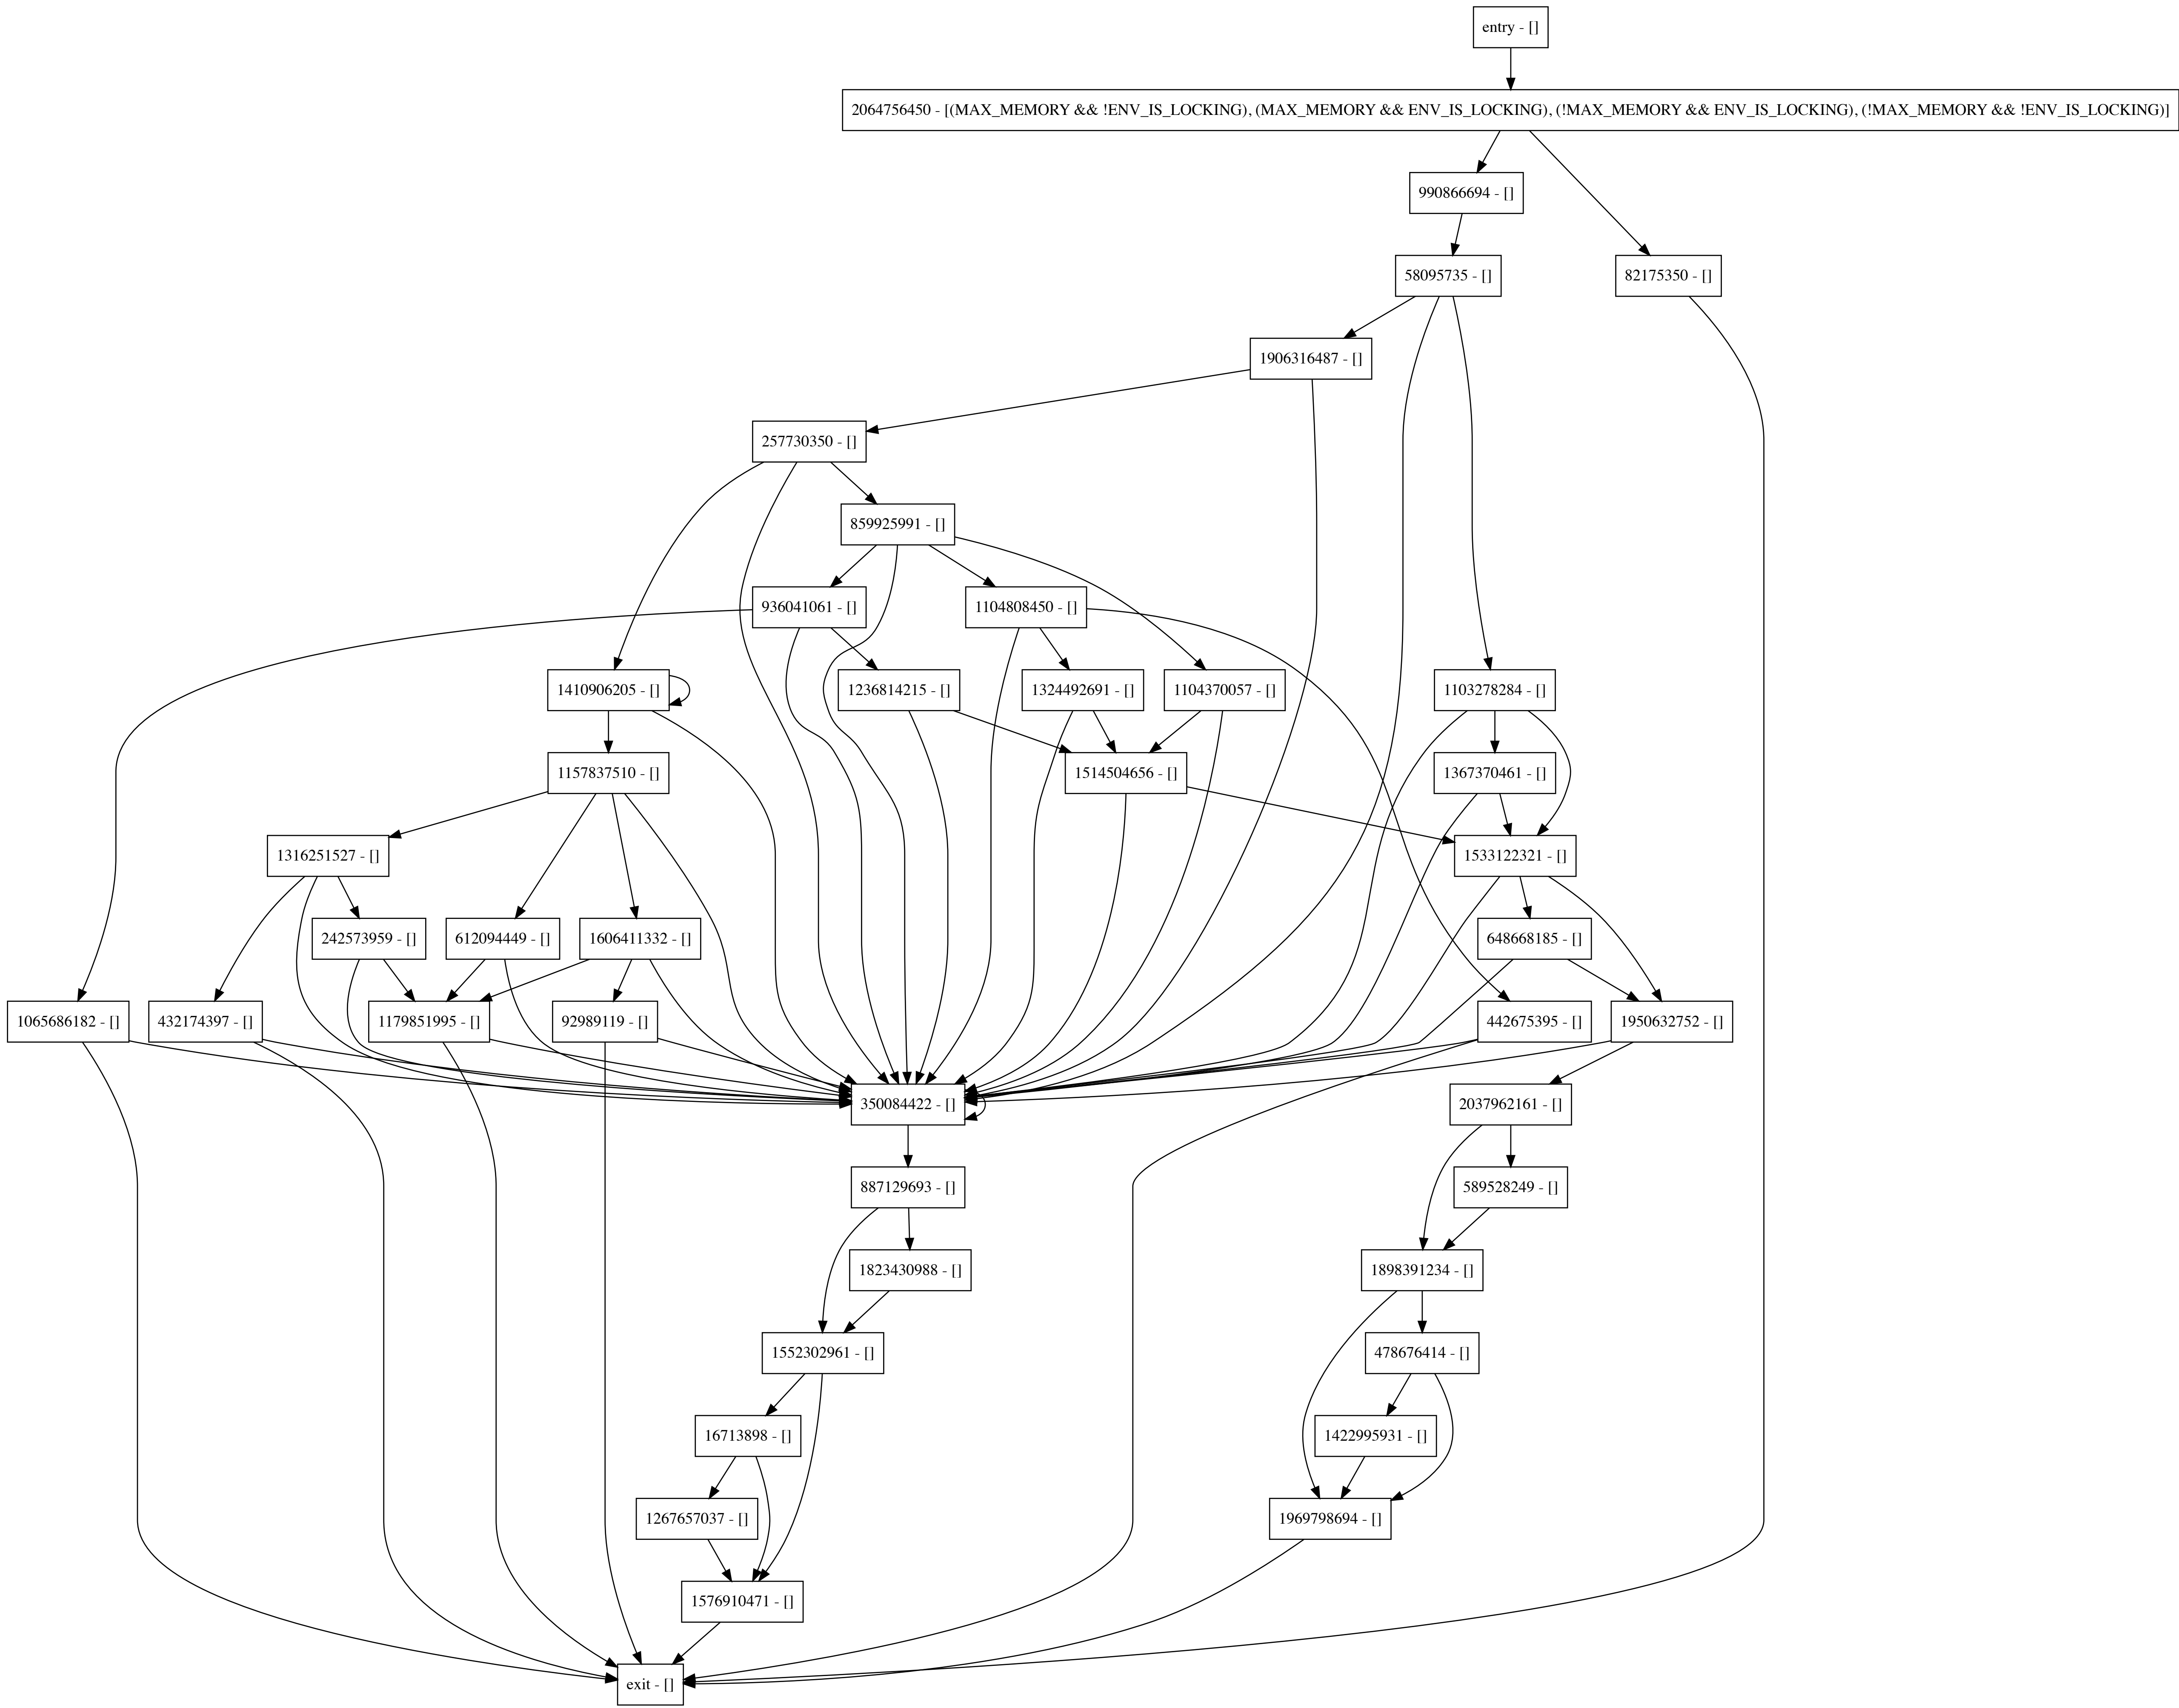 entry - []
2064756450 - [(MAX_MEMORY && !ENV_IS_LOCKING), (MAX_MEMORY && ENV_IS_LOCKING), (!MAX_MEMORY && ENV_IS_LOCKING), (!MAX_MEMORY && !ENV_IS_LOCKING)]
990866694 - []
58095735 - []
82175350 - []
1906316487 - []
257730350 - []
859925991 - []
936041061 - []
1104808450 - []
1410906205 - []
1236814215 - []
1324492691 - []
1104370057 - []
1103278284 - []
1157837510 - []
1514504656 - []
1367370461 - []
1316251527 - []
1533122321 - []
242573959 - []
612094449 - []
1606411332 - []
648668185 - []
1065686182 - []
432174397 - []
1179851995 - []
92989119 - []
442675395 - []
1950632752 - []
350084422 - []
2037962161 - []
887129693 - []
589528249 - []
1823430988 - []
1898391234 - []
1552302961 - []
478676414 - []
16713898 - []
1422995931 - []
1267657037 - []
1969798694 - []
1576910471 - []
exit - []